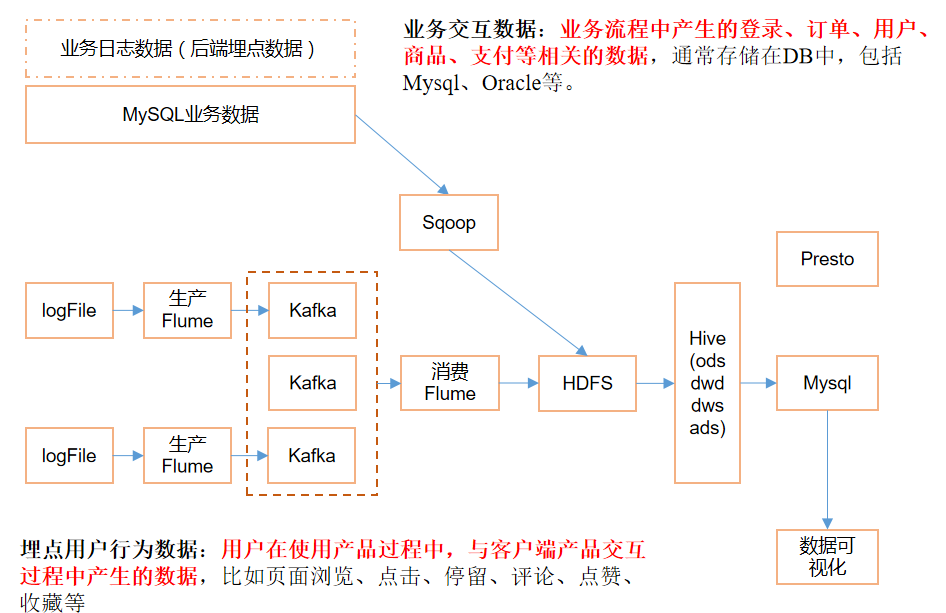 业务日志数据（后端埋点数据）
MySQL业务数据
业务交互数据：业务流程中产生的登录、订单、用户、
商品、支付等相关的数据，通常存储在DB中，包括
Mysql、Oracle等。
Sqoop
Presto
logFile
生产
Flume
Kafka
Kafka
消费
Flume
HDFS
Hive
(ods
dwd
dws
ads)
Mysql
logFile
生产
Flume
Kafka
数据可
视化
埋点用户行为数据：用户在使用产品过程中，与客户端产品交互
过程中产生的数据，比如页面浏览、点击、停留、评论、点赞、
收藏等